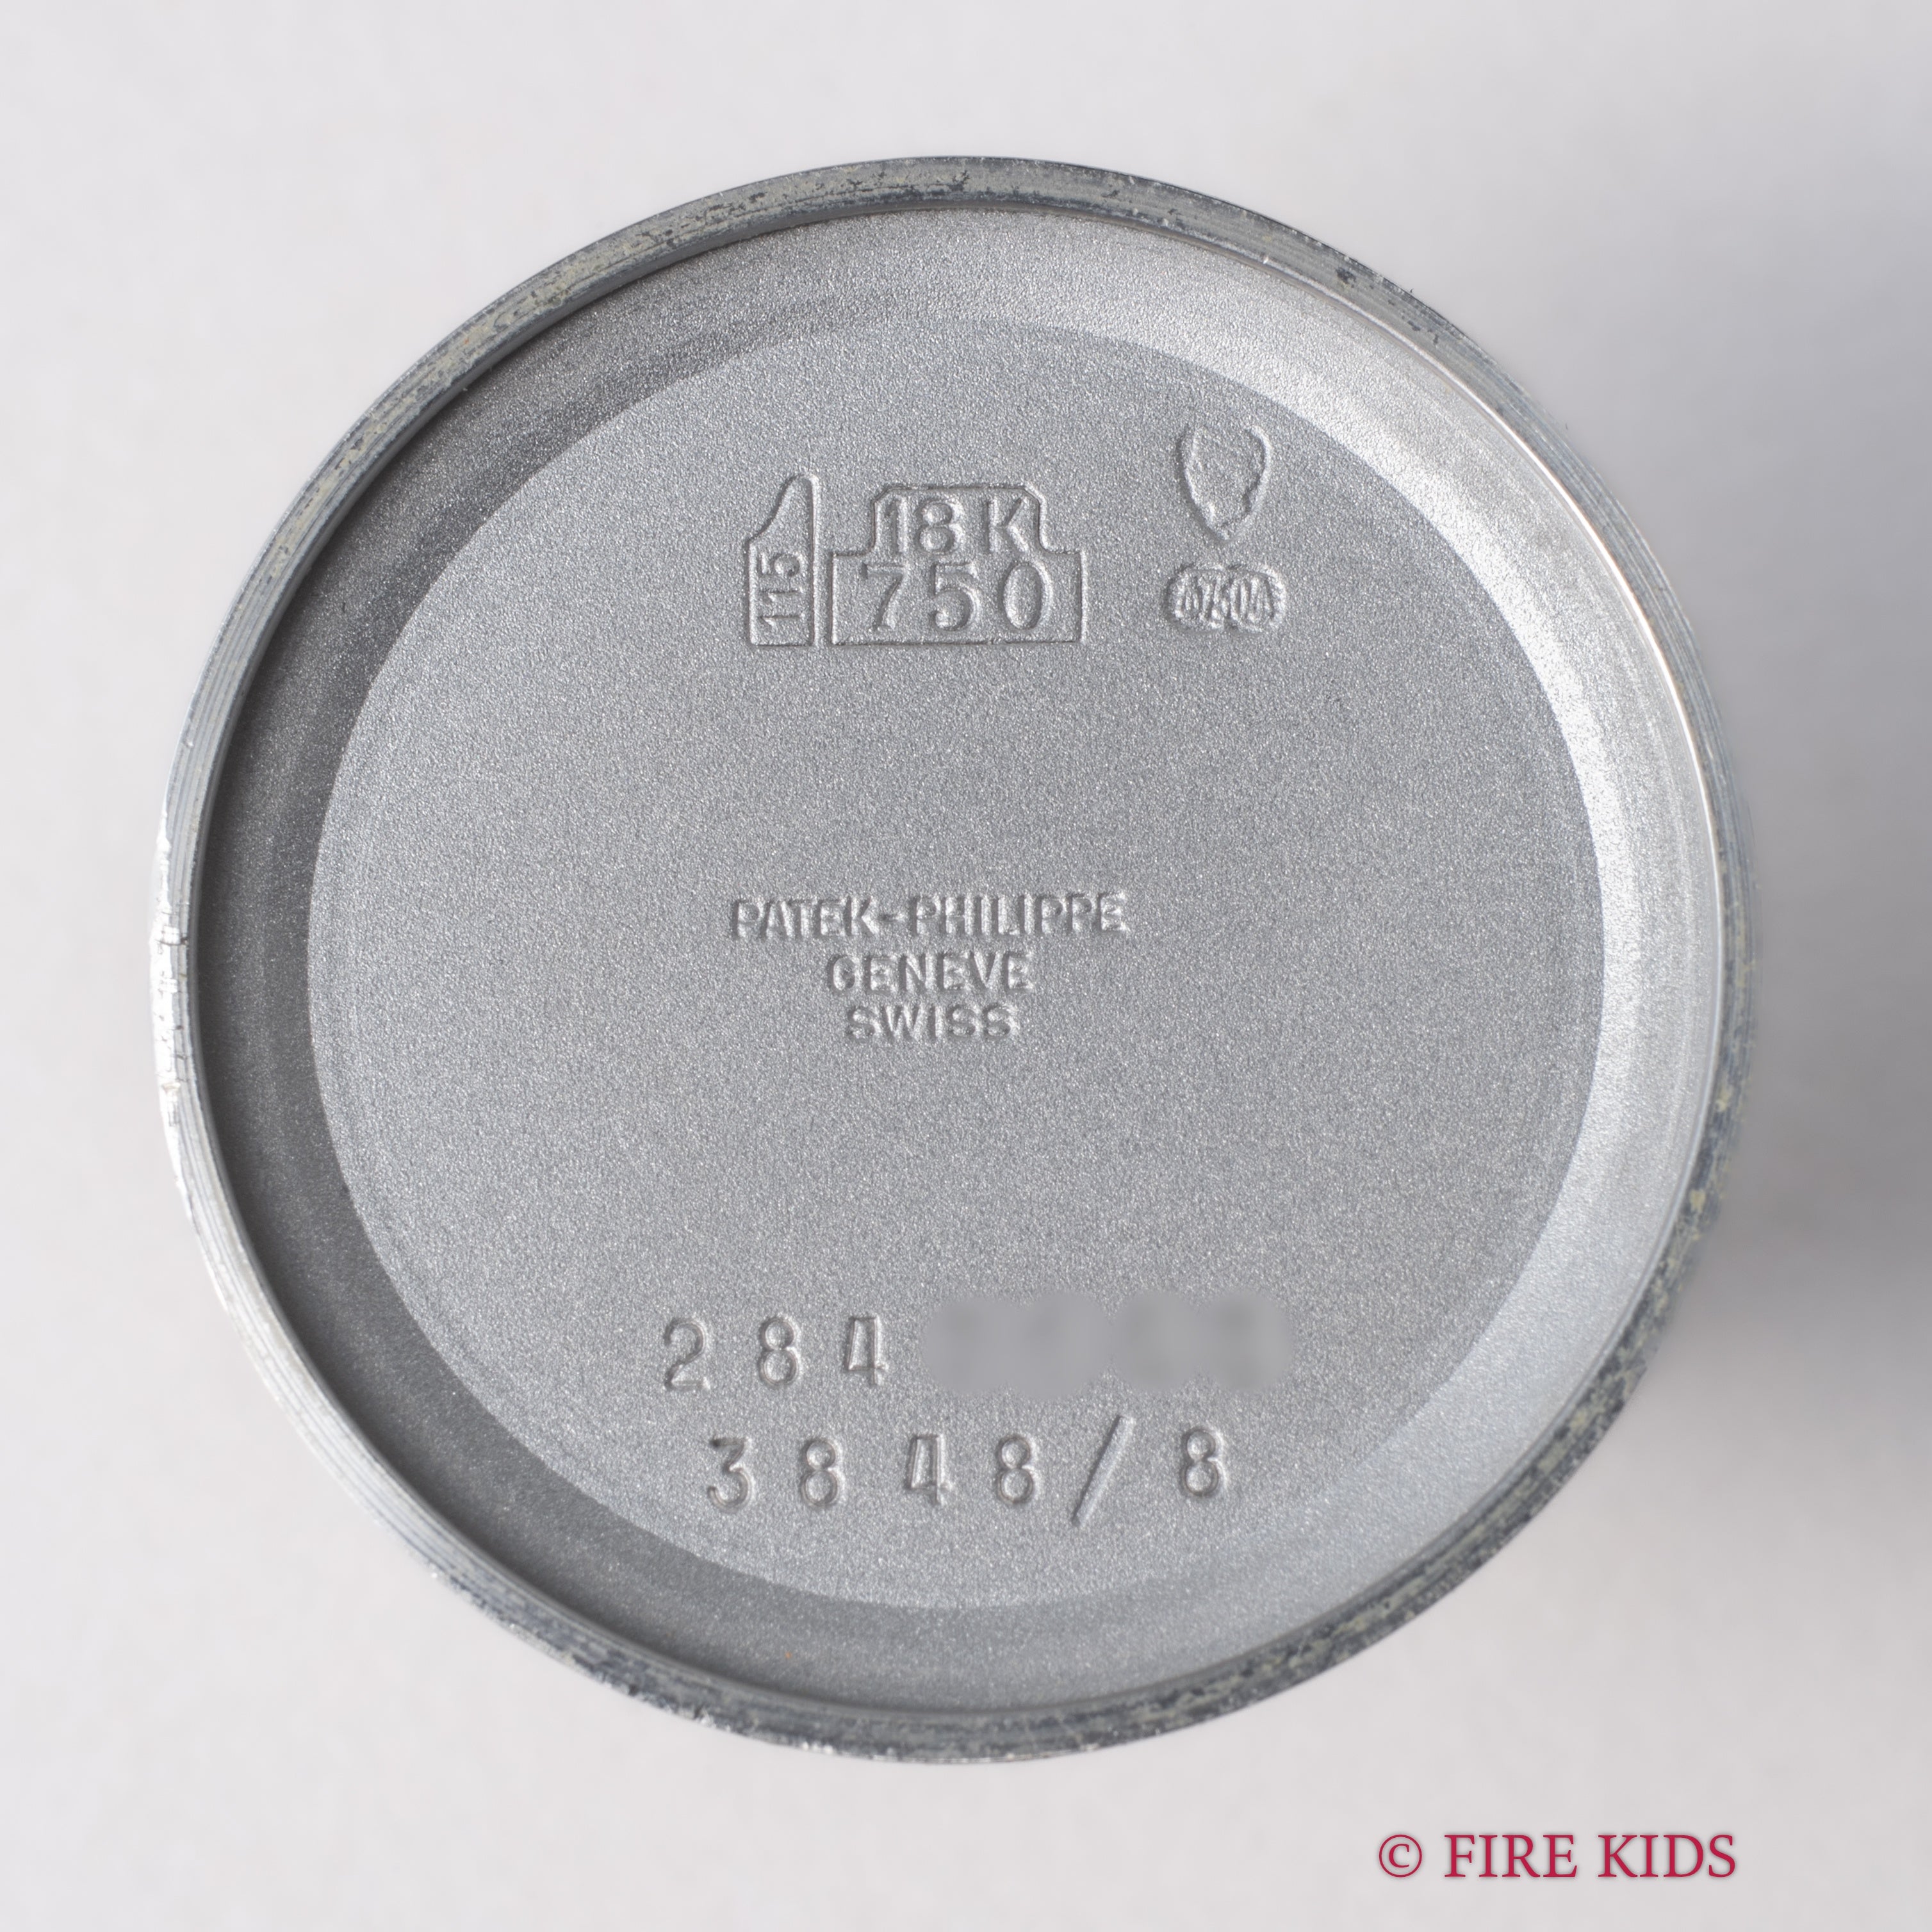 115
18K
750
PATEK-PHILIPPE
GENEVE
SWISS
284
3848/8
© FIRE KIDS